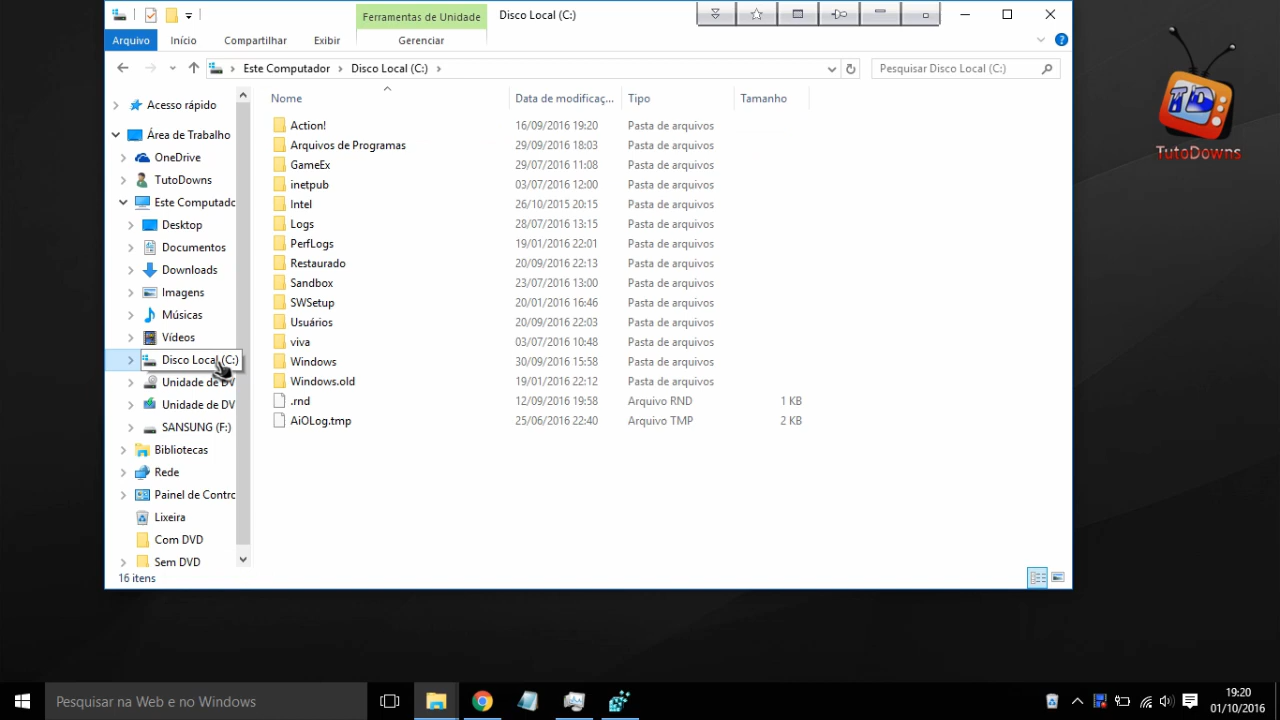 Ferramentas de Unidade
Disco Local (C:)
Arquivo
Início
Compartilhar
Exibir
Gerenciar
Este Computador
Disco Local (C:)
Pesquisar Disco Local (C:)
Acesso rápido
Área de Trabalho
OneDrive
TutoDowns
Este Computado
Desktop
Documentos
Downloads
Imagens
Músicas
Vídeos
Disco Local (C:)
Unidade de DV
Unidade de DV
SANSUNG (F:)
Bibliotecas
Rede
Painel de Contro
Lixeira
Com DVD
Sem DVD
Nome Data de modificaç... Tipo Tamanho
Action! 16/09/2016 19:20 Pasta de arquivos
Arquivos de Programas 29/09/2016 18:03 Pasta de arquivos
GameEx 29/07/2016 11:08 Pasta de arquivos
inetpub 03/07/2016 12:00 Pasta de arquivos
Intel 26/10/2015 20:15 Pasta de arquivos
Logs 28/07/2016 13:15 Pasta de arquivos
PerfLogs 19/01/2016 22:01 Pasta de arquivos
Restaurado 20/09/2016 22:13 Pasta de arquivos
Sandbox 23/07/2016 13:00 Pasta de arquivos
SWSetup 20/01/2016 16:46 Pasta de arquivos
Usuários 20/09/2016 22:03 Pasta de arquivos
viva 03/07/2016 10:48 Pasta de arquivos
Windows 30/09/2016 15:58 Pasta de arquivos
Windows.old 19/01/2016 22:12 Pasta de arquivos
.rnd 12/09/2016 19:58 Arquivo RND 1 KB
AiOLog.tmp 25/06/2016 22:40 Arquivo TMP 2 KB
16 itens
TD
TutoDowns
Pesquisar na Web e no Windows
19:20
01/10/2016